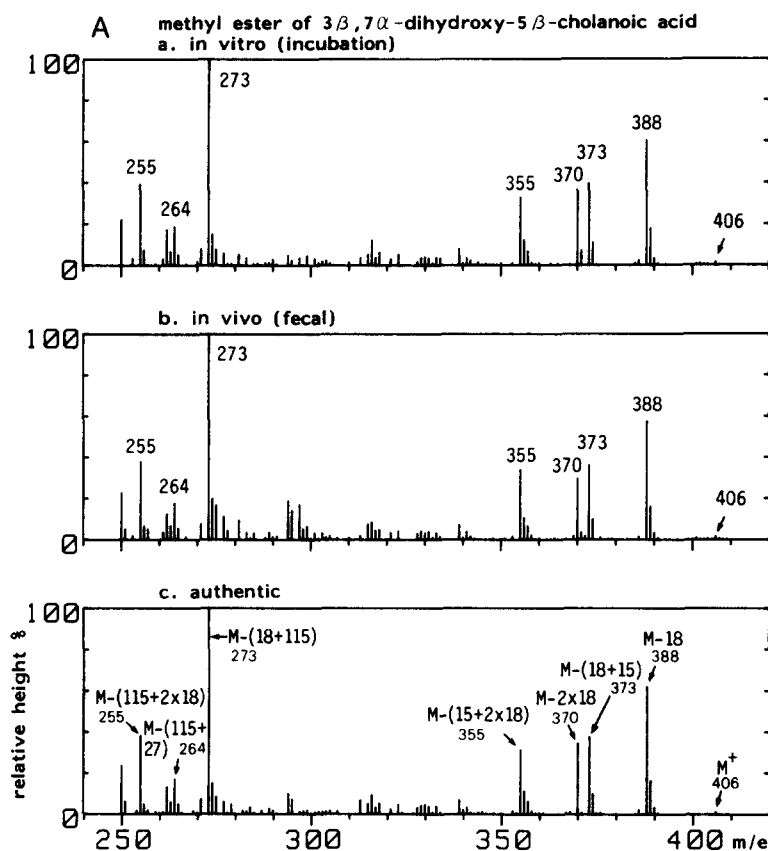 A
methyl ester of 3β,7α-dihydroxy-5β-cholanoic acid
a. in vitro (incubation)
100
273
255
264
355
370
373
388
406
0
b. in vivo (fecal)
100
273
255
264
355
370
373
388
406
0
c. authentic
100
M-(18+115)
273
M-18
388
M-(18+15)
373
M-(115+2x18)
255
M-(115+
27) 264
M-(15+2x18)
355
M-2x18
370
M+
406
0
relative height %
250 300 350 400 m/e